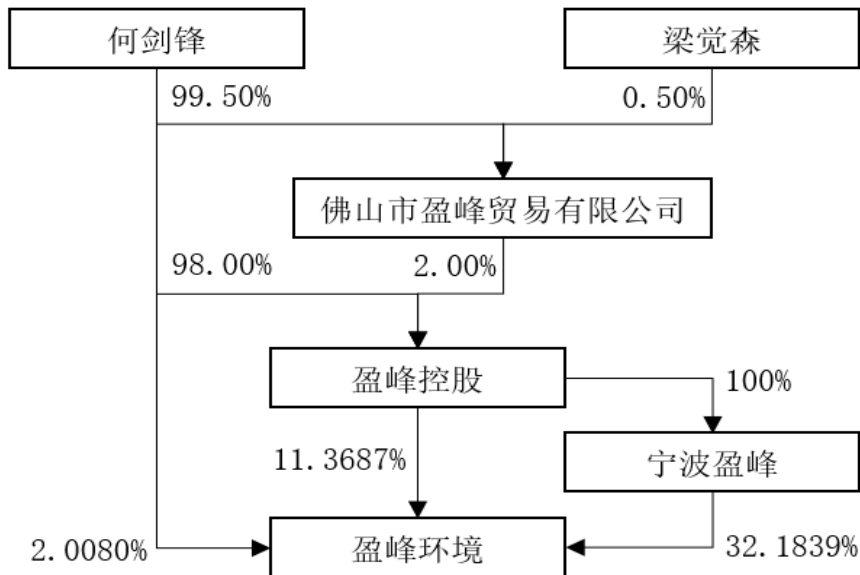 何剑锋
梁觉森
99.50%
0.50%
佛山市盈峰贸易有限公司
98.00%
2.00%
盈峰控股
100%
11.3687%
宁波盈峰
2.0080%
盈峰环境
32.1839%